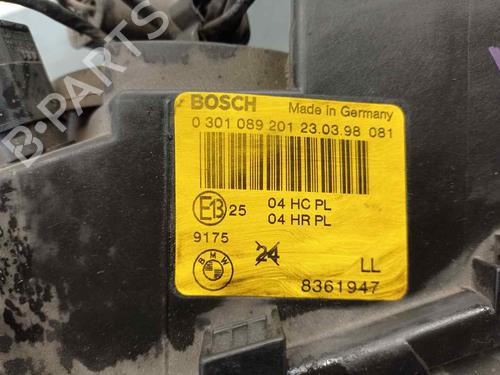 BOSCH Made in Germany
0 301 089 201 23.03.98 081
E13 25 04 HC PL
04 HR PL
9175
BMW 24 LL
8361947
B-PARTS